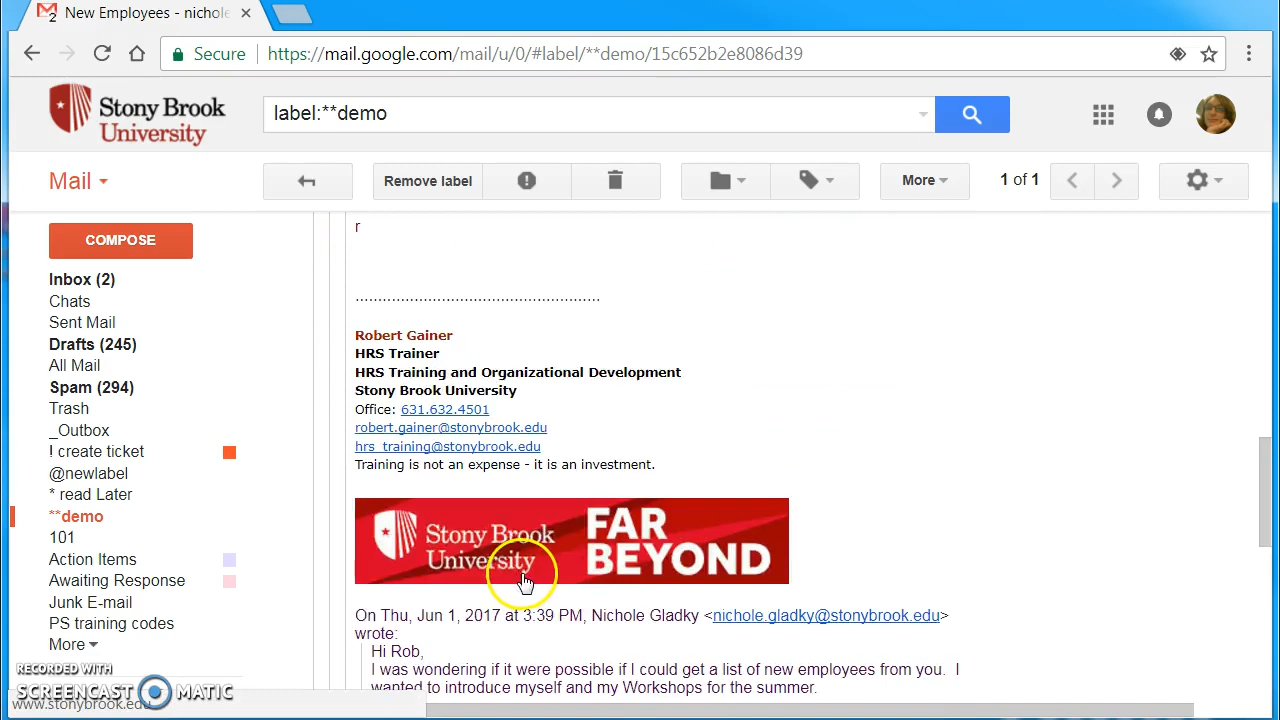 New Employees - nichole
Secure https://mail.google.com/mail/u/0/#label/**demo/15c652b2e8086d39
Stony Brook University
label:**demo
Mail
Remove label
More
1 of 1
COMPOSE
Inbox (2)
Chats
Sent Mail
Drafts (245)
All Mail
Spam (294)
Trash
_Outbox
! create ticket
@newlabel
* read Later
**demo
101
Action Items
Awaiting Response
Junk E-mail
PS training codes
More
r
......................................................
Robert Gainer
HRS Trainer
HRS Training and Organizational Development
Stony Brook University
Office: 631.632.4501
robert.gainer@stonybrook.edu
hrs_training@stonybrook.edu
Training is not an expense - it is an investment.
Stony Brook
University
FAR
BEYOND
On Thu, Jun 1, 2017 at 3:39 PM, Nichole Gladky <nichole.gladky@stonybrook.edu>
wrote:
Hi Rob,
I was wondering if it were possible if I could get a list of new employees from you. I
wanted to introduce myself and my Workshops for the summer.
RECORDED WITH
SCREENCAST MATIC
www.stonybrook.edu